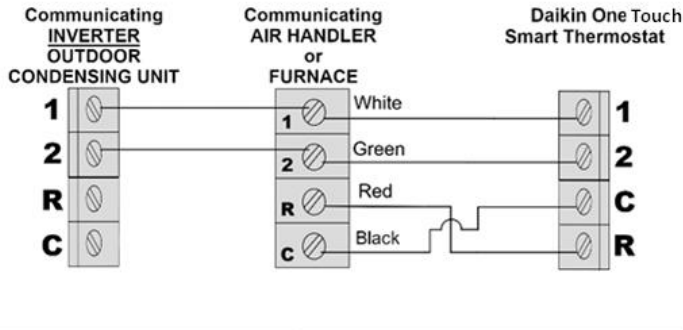 Communicating
INVERTER
OUTDOOR
CONDENSING UNIT
Communicating
AIR HANDLER
or
FURNACE
Daikin One Touch
Smart Thermostat
1
2
R
C
1
2
R
C
White
Green
Red
Black
1
2
C
R